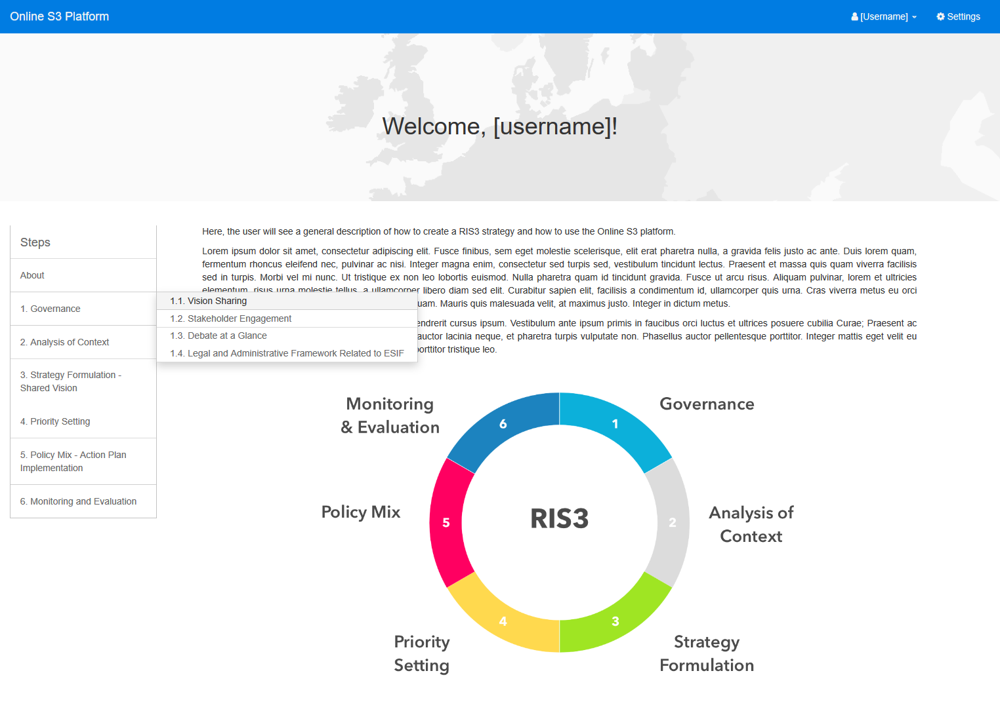 Online S3 Platform
[Username]
Settings
Welcome, [username]!
Steps
About
1. Governance
2. Analysis of Context
3. Strategy Formulation -
Shared Vision
4. Priority Setting
5. Policy Mix - Action Plan
Implementation
6. Monitoring and Evaluation
1.1. Vision Sharing
1.2. Stakeholder Engagement
1.3. Debate at a Glance
1.4. Legal and Administrative Framework Related to ESIF
Here, the user will see a general description of how to create a RIS3 strategy and how to use the Online S3 platform.
Lorem ipsum dolor sit amet, consectetur adipiscing elit. Fusce finibus, sem eget molestie scelerisque, elit erat pharetra nulla, a gravida felis justo ac ante. Duis lorem quam,
fermentum rhoncus eleifend nec, pulvinar ac nisi. Integer magna enim, consectetur sed turpis sed, vestibulum tincidunt lectus. Praesent et massa quis quam viverra facilisis
sed in turpis. Morbi vel mi nunc. Ut tristique ex non leo lobortis euismod. Nulla pharetra quam id tincidunt gravida. Fusce ut arcu risus. Aliquam pulvinar, lorem et ultricies
elementum, risus urna molestie tellus, a ullamcorper libero diam sed elit. Curabitur sapien elit, facilisis a condimentum id, ullamcorper quis urna. Cras viverra metus eu orci
uam. Mauris quis malesuada velit, at maximus justo. Integer in dictum metus.
endrerit cursus ipsum. Vestibulum ante ipsum primis in faucibus orci luctus et ultrices posuere cubilia Curae; Praesent ac
auctor lacinia neque, et pharetra turpis vulputate non. Phasellus auctor pellentesque porttitor. Integer mattis eget velit eu
porttitor tristique leo.
Monitoring
& Evaluation
Governance
6
1
Policy Mix
5
RIS3
2
Analysis of
Context
4
3
Priority
Setting
Strategy
Formulation